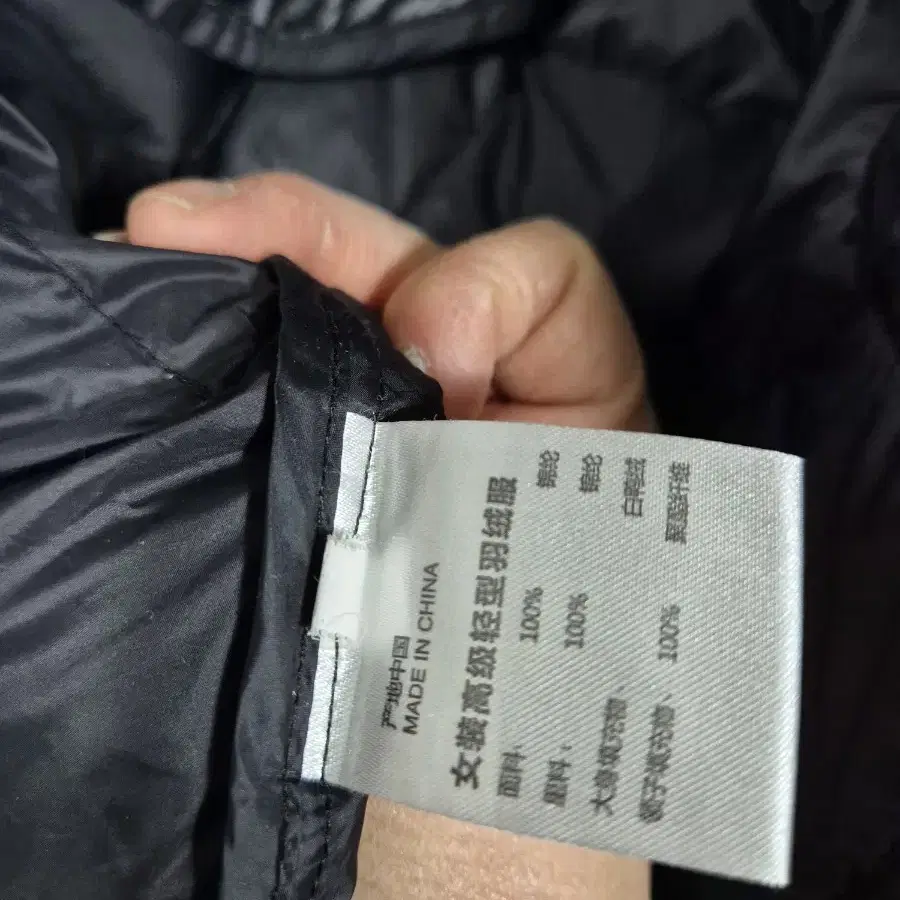 产地中国
MADE IN CHINA
女装高级轻型羽绒服
面料: 100% 锦纶
里料: 100% 锦纶
大身填充物: 白鸭绒
领子填充物: 100% 聚酯纤维